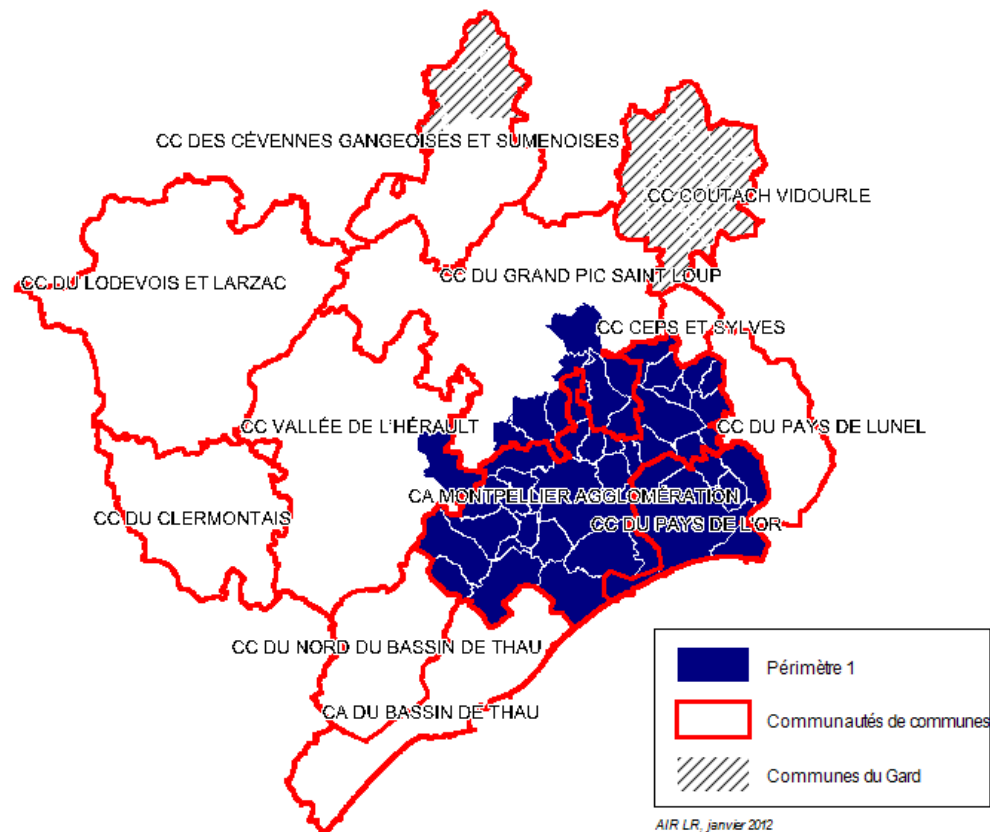 CC DES CÉVENNES GANGEOISES ET SUMENOISES
CC COUTACH VIDOURLE
CC DU LODEVOIS ET LARZAC
CC DU GRAND PIC SAINT LOUP
CC CEPS ET SYLVES
CC VALLÉE DE L'HÉRAULT
CC DU PAYS DE LUNEL
CA MONTPELLIER AGGLOMÉRATION
CC DU CLERMONTAIS
CC DU PAYS DE L'OR
CC DU NORD DU BASSIN DE THAU
CA DU BASSIN DE THAU
Périmètre 1
Communautés de communes
Communes du Gard
AIR LR, janvier 2012